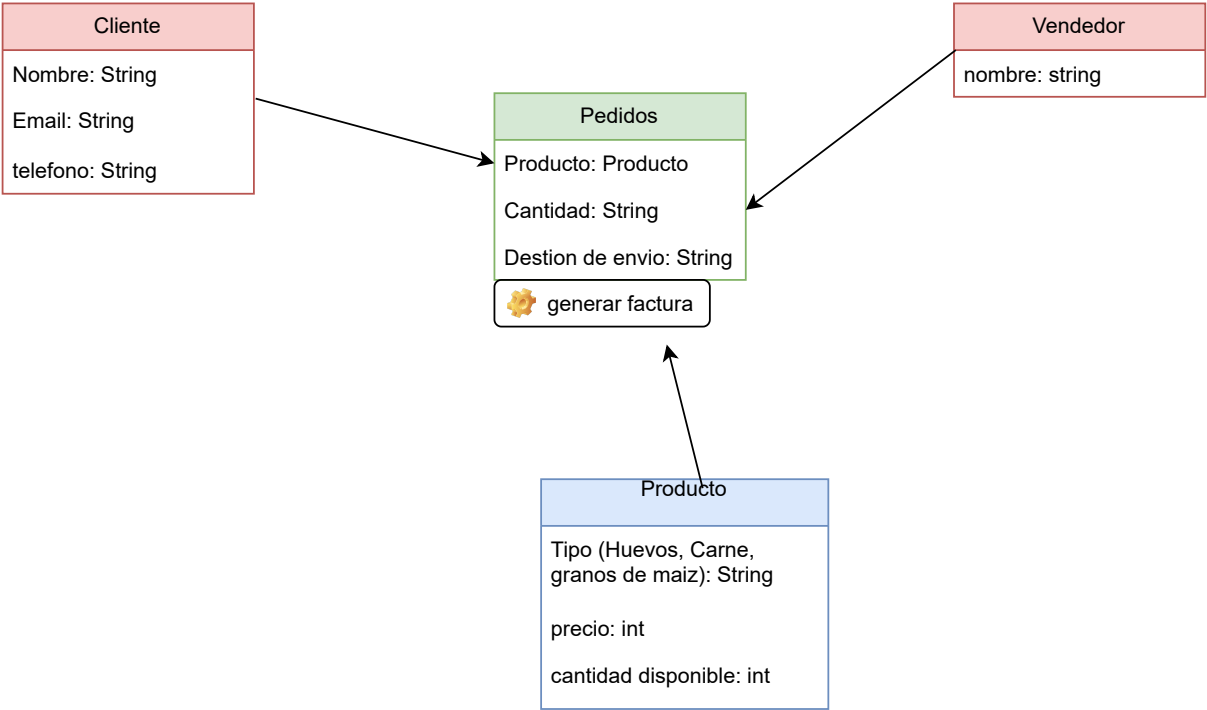 Cliente
Nombre: String
Email: String
telefono: String
Vendedor
nombre: string
Pedidos
Producto: Producto
Cantidad: String
Destion de envio: String
generar factura
Producto
Tipo (Huevos, Carne,
granos de maiz): String
precio: int
cantidad disponible: int